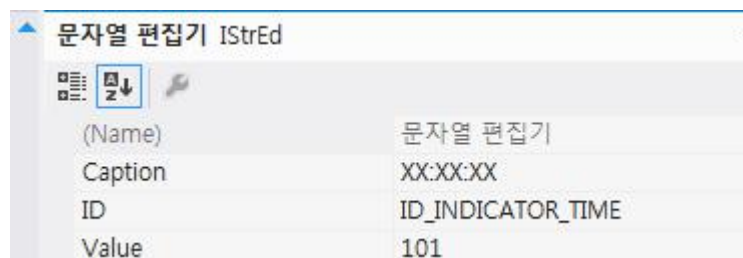 문자열 편집기 IStrEd
(Name) 문자열 편집기
Caption XX:XX:XX
ID ID_INDICATOR_TIME
Value 101